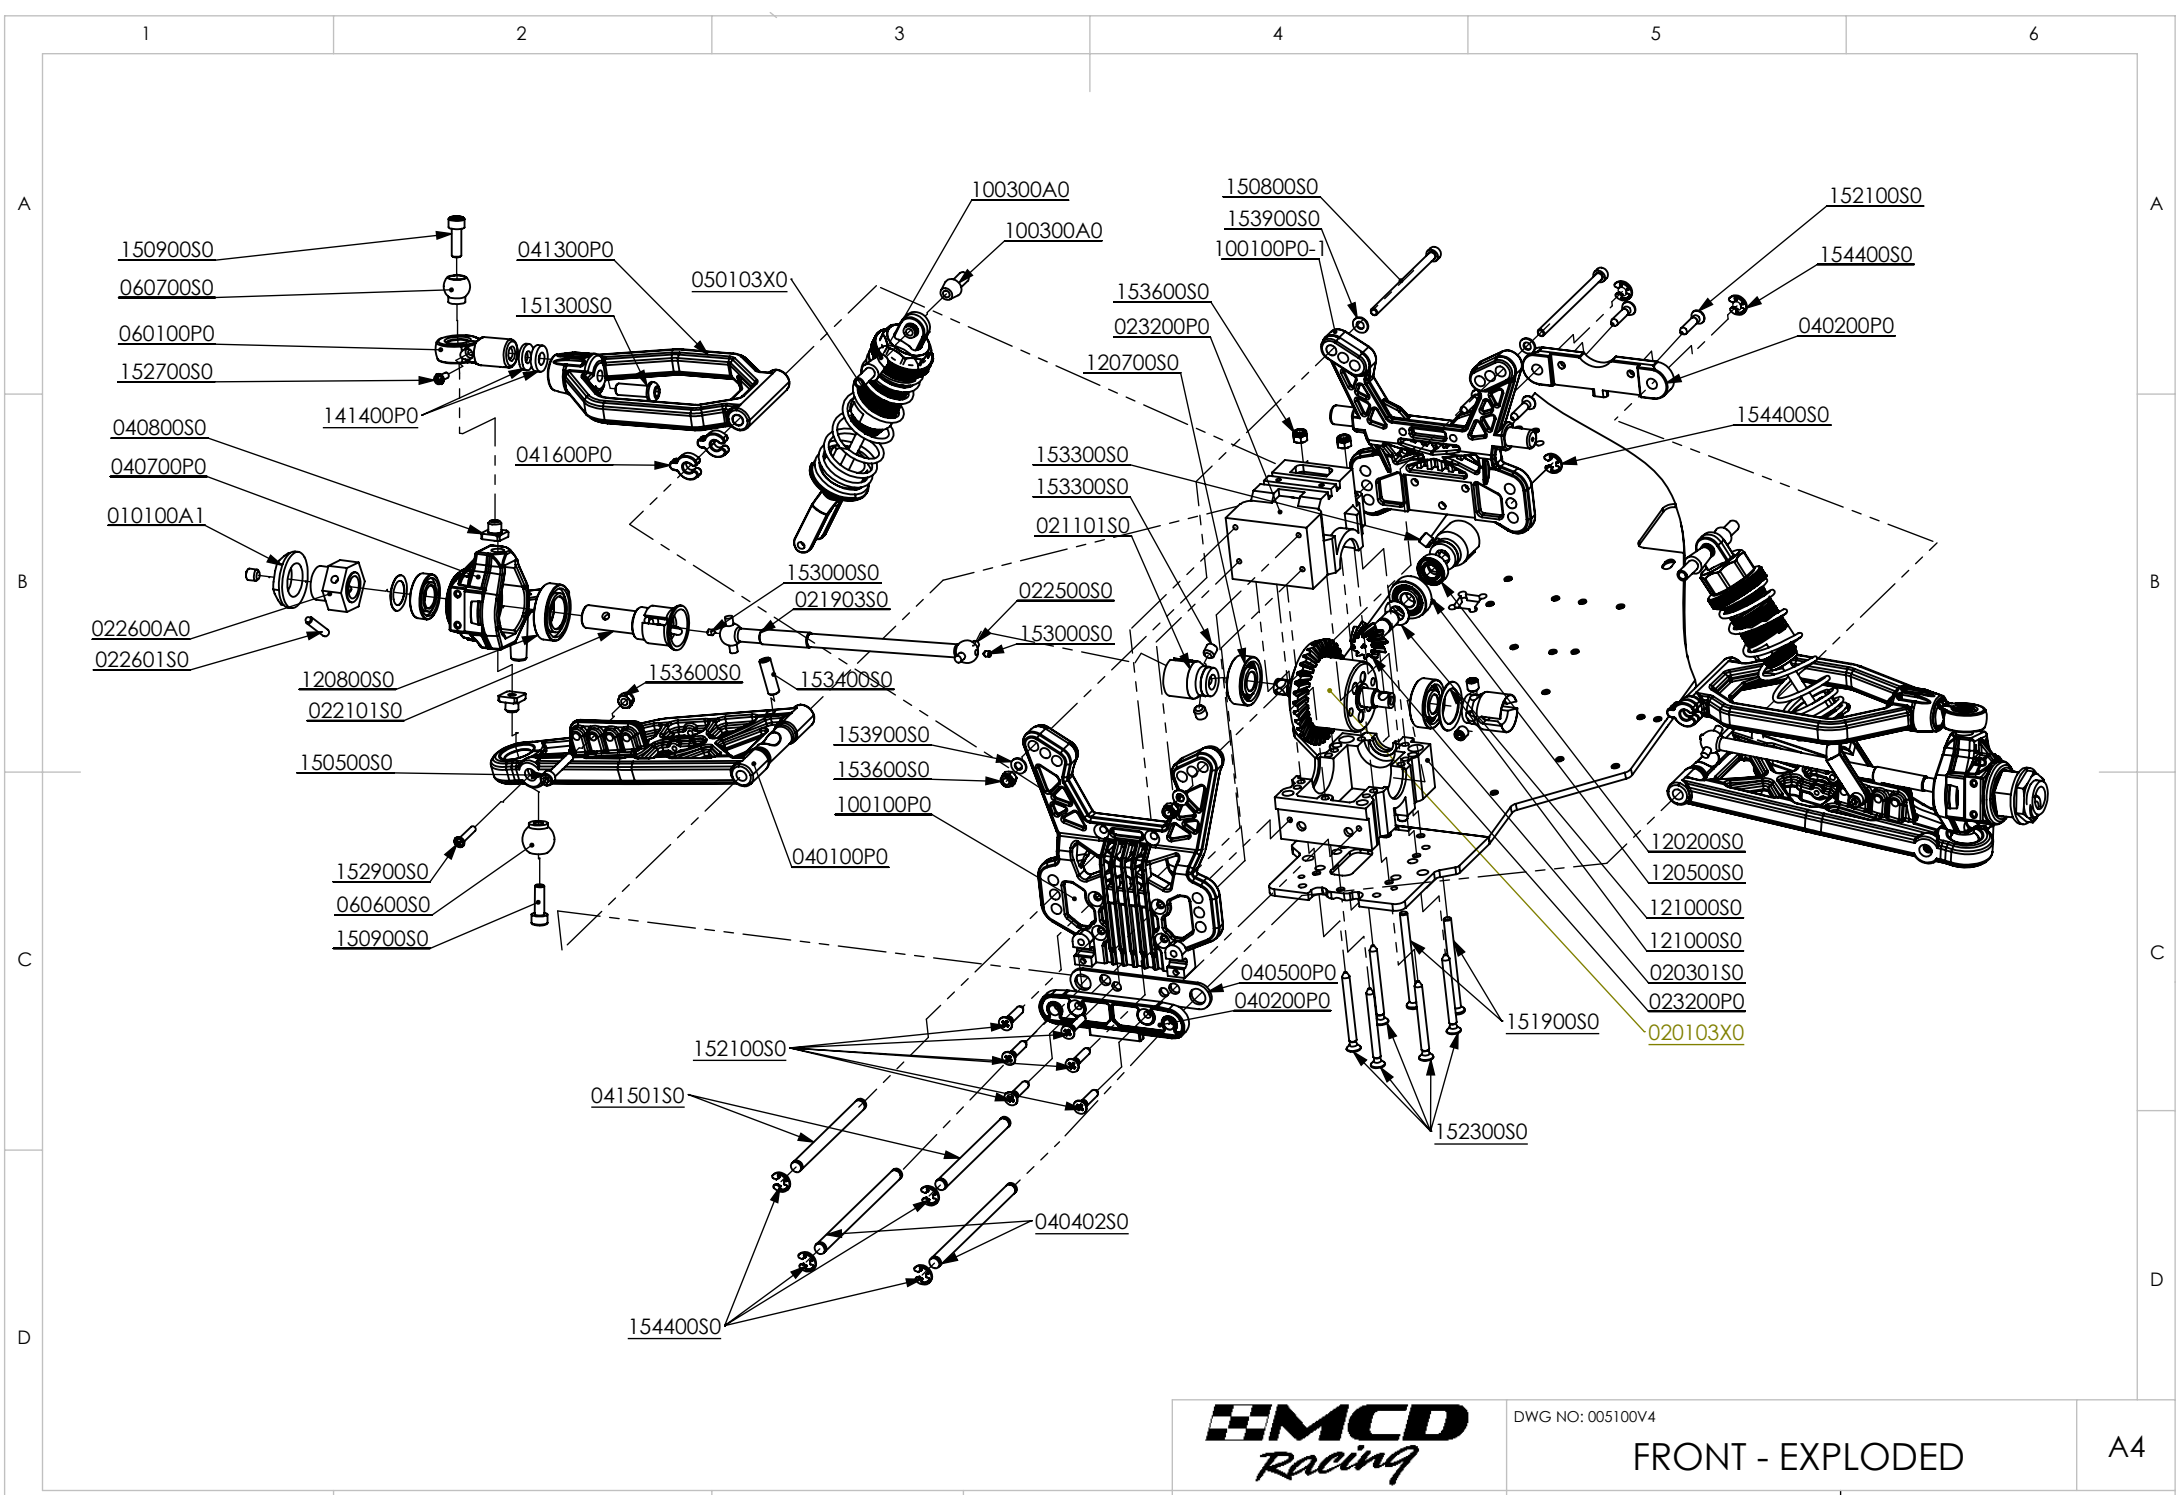 1 2 3 4 5 6
A A
B B
C C
D D
D
150900S0
060700S0
060100P0
152700S0
141400P0
040800S0
040700P0
010100A1
022600A0
022601S0
120800S0
022101S0
150500S0
152900S0
060600S0
150900S0
041300P0
151300S0
041600P0
050103X0
100300A0
100300A0
153000S0
021903S0
022500S0
153000S0
153600S0
153400S0
040100P0
153900S0
153600S0
100100P0
150800S0
153900S0
100100P0-1
153600S0
023200P0
120700S0
153300S0
153300S0
021101S0
152100S0
154400S0
040200P0
154400S0
120200S0
120500S0
121000S0
121000S0
020301S0
023200P0
020103X0
040500P0
040200P0
151900S0
152300S0
152100S0
041501S0
040402S0
154400S0
MCD
Racing
DWG NO: 005100V4
FRONT - EXPLODED
A4